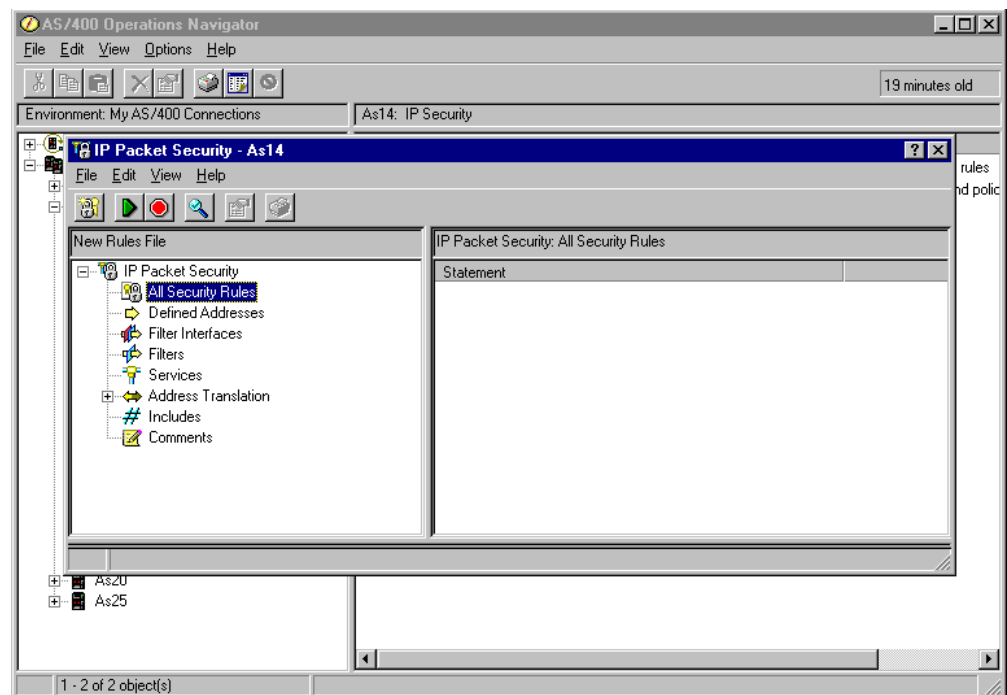 AS/400 Operations Navigator
File Edit View Options Help
19 minutes old
Environment: My AS/400 Connections
As14: IP Security
IP Packet Security - As14
rules
File Edit View Help
nd polic
New Rules File
IP Packet Security: All Security Rules
IP Packet Security
Statement
All Security Rules
Defined Addresses
Filter Interfaces
Filters
Services
Address Translation
Includes
Comments
As20
As25
1 - 2 of 2 object(s)